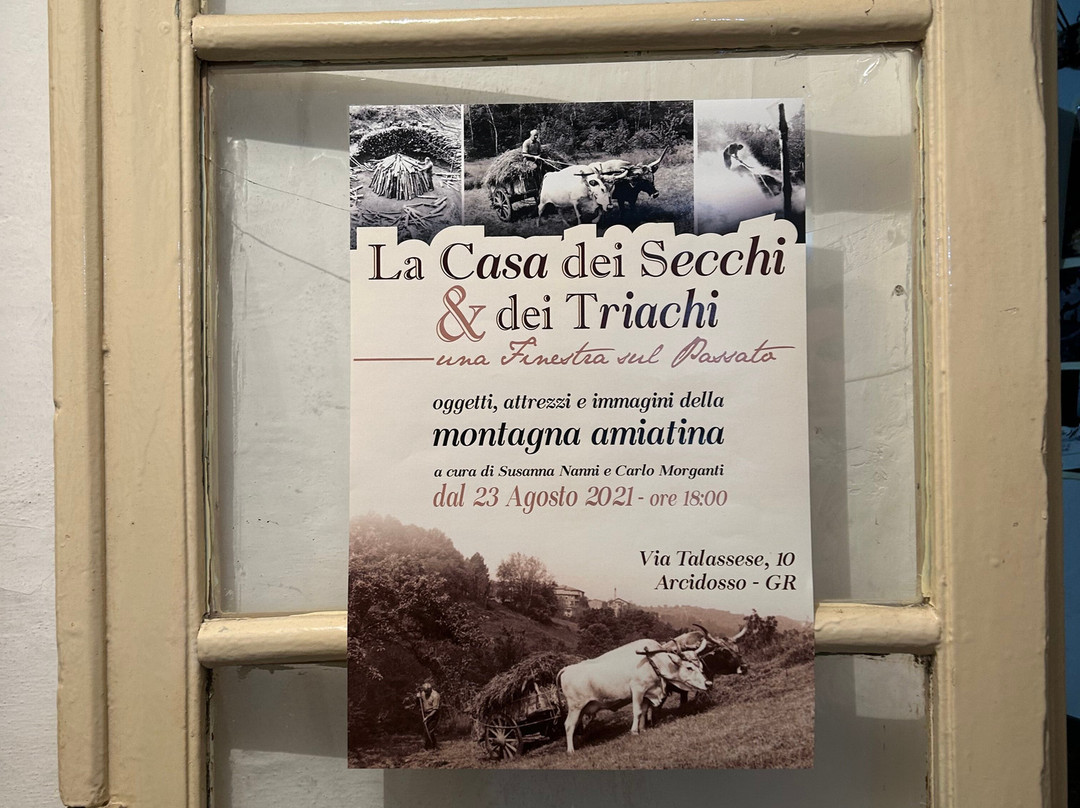 La Casa dei Secchi
& dei Triachi
una Finestra sul Passato
oggetti, attrezzi e immagini della
montagna amiatina
a cura di Susanna Nanni e Carlo Morganti
dal 23 Agosto 2021 - ore 18:00
Via Talassese, 10
Arcidosso - GR